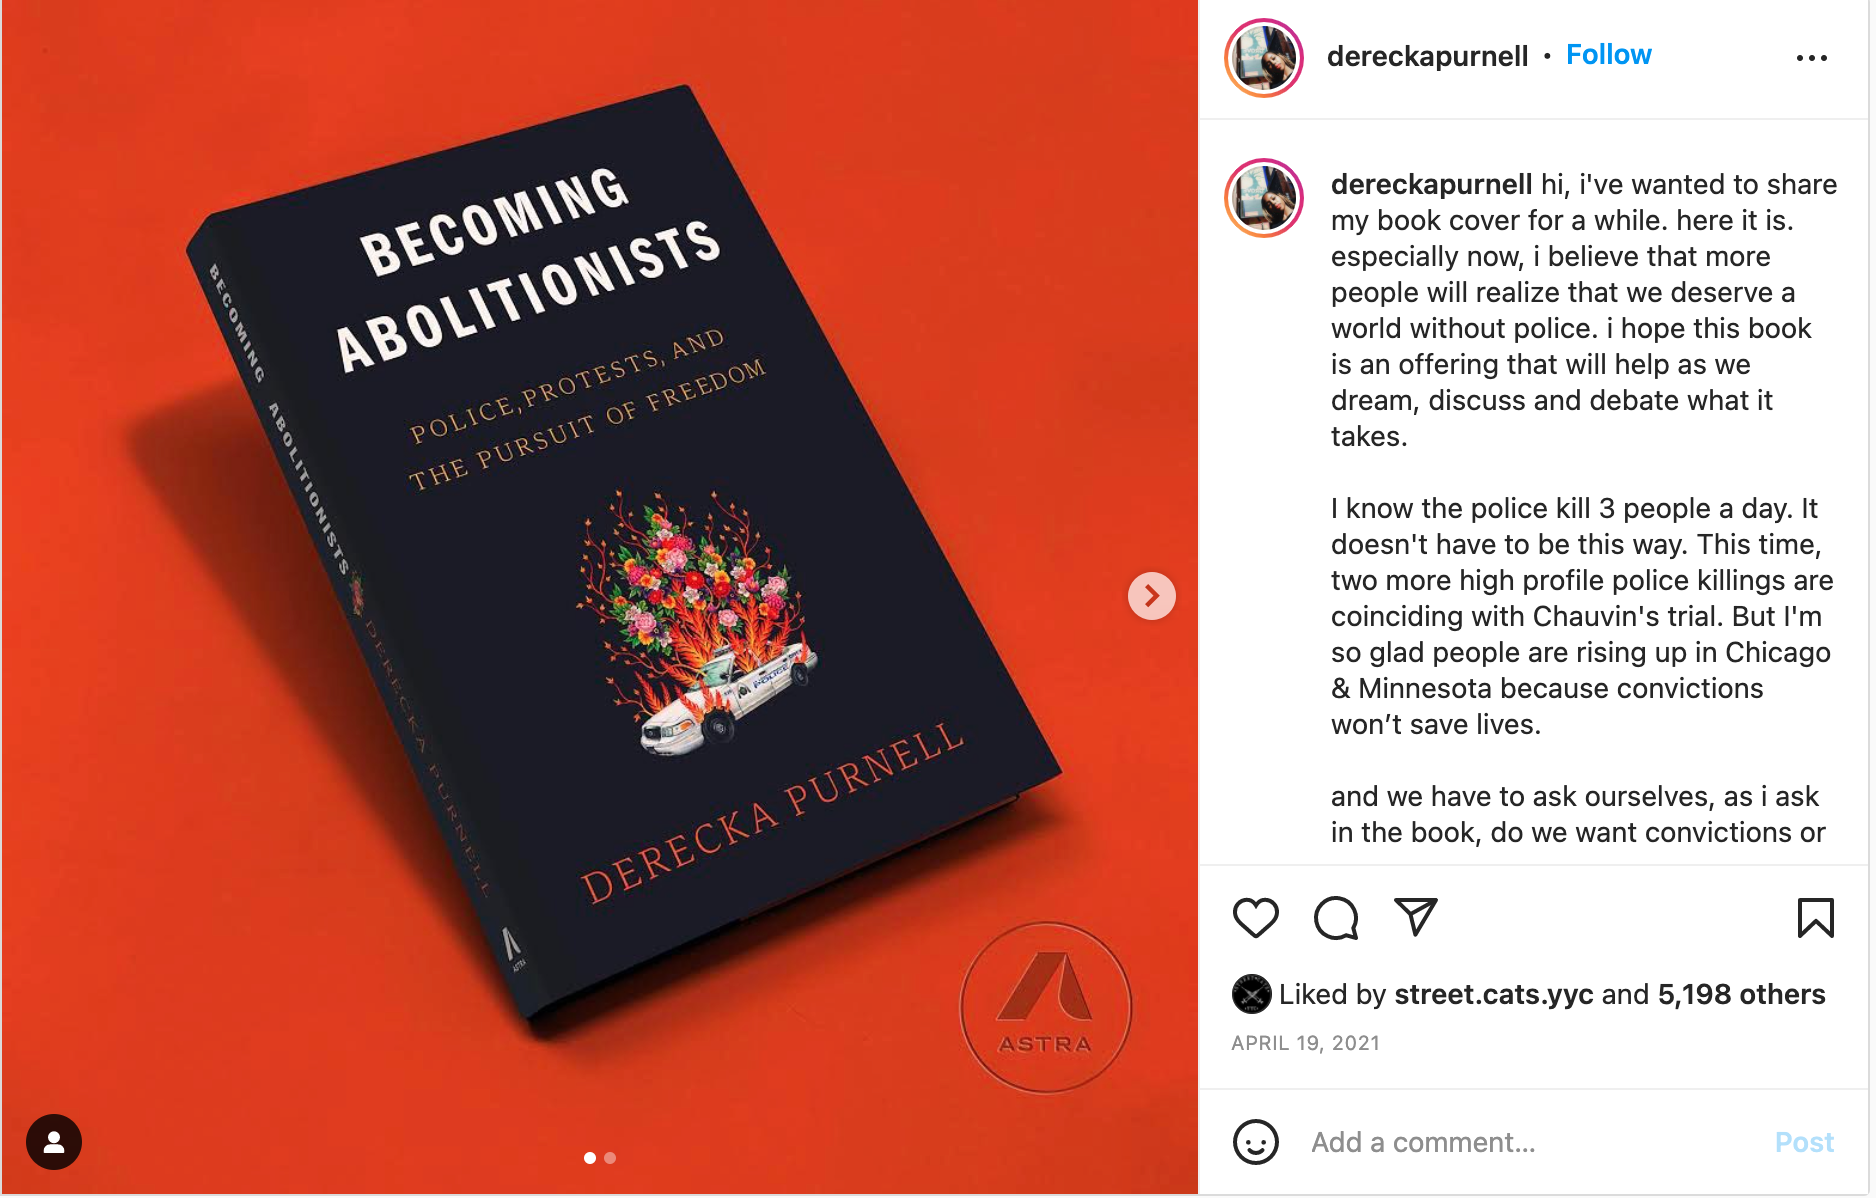 BECOMING
ABOLITIONISTS
POLICE, PROTESTS, AND
THE PURSUIT OF FREEDOM
POLICE
DERECKA PURNELL
BECOMING ABOLITIONISTS DERECKA PURNELL
ASTRA
ASTRA
dereckapurnell • Follow
dereckapurnell hi, i've wanted to share
my book cover for a while. here it is.
especially now, i believe that more
people will realize that we deserve a
world without police. i hope this book
is an offering that will help as we
dream, discuss and debate what it
takes.
I know the police kill 3 people a day. It
doesn't have to be this way. This time,
two more high profile police killings are
coinciding with Chauvin's trial. But I'm
so glad people are rising up in Chicago
& Minnesota because convictions
won’t save lives.
and we have to ask ourselves, as i ask
in the book, do we want convictions or
Liked by street.cats.yyc and 5,198 others
APRIL 19, 2021
Add a comment...
Post